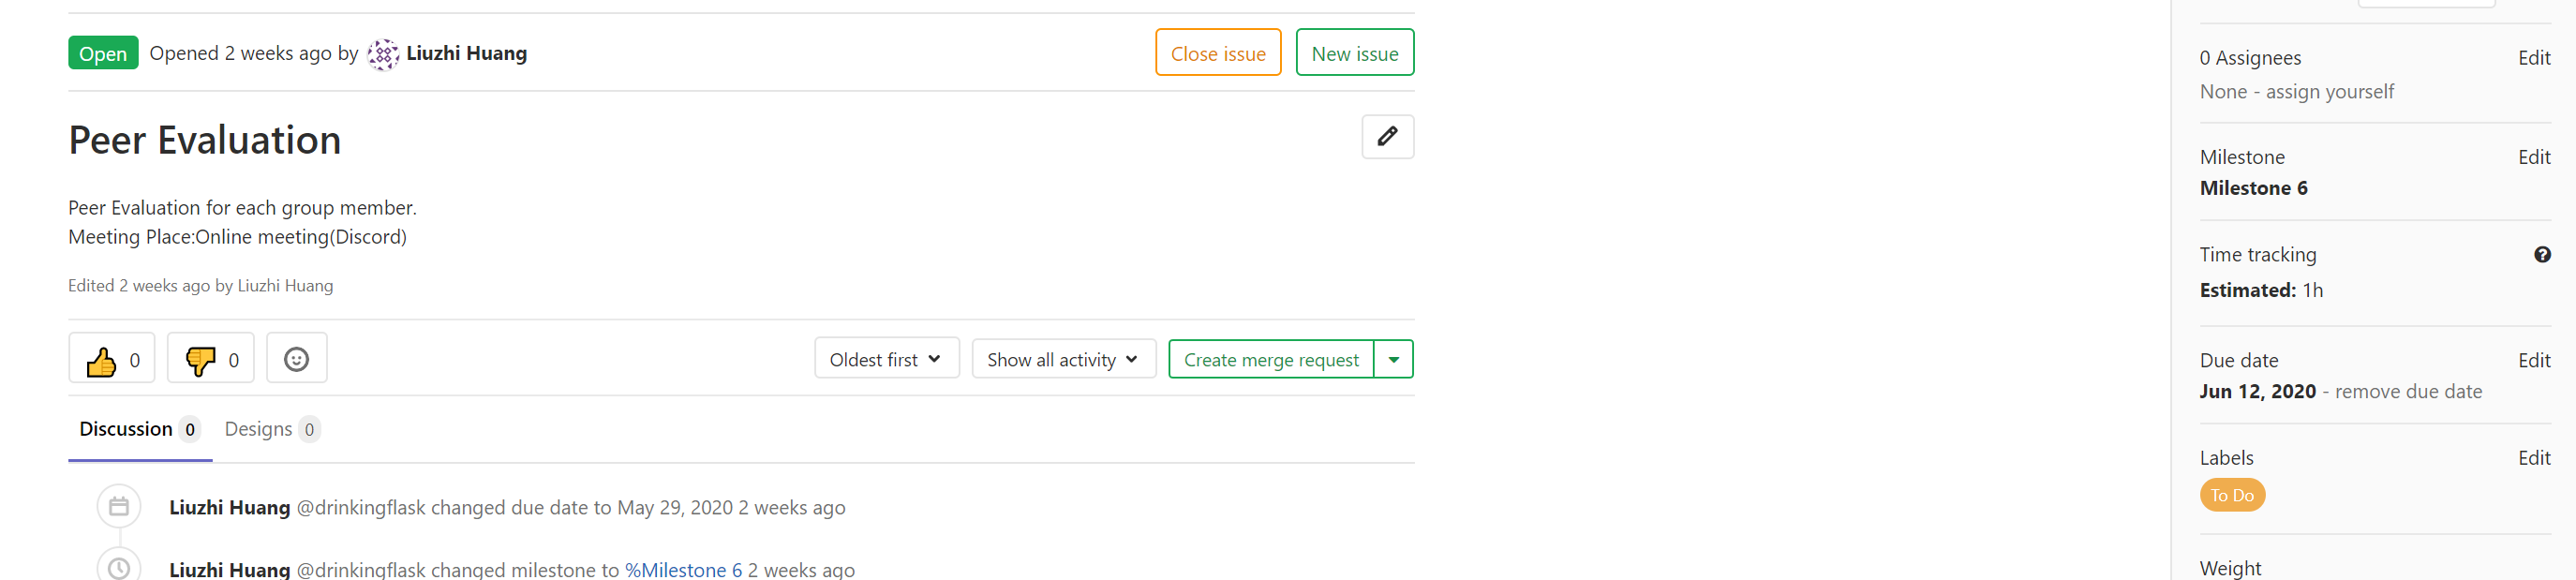 Open Opened 2 weeks ago by Liuzhi Huang Close issue New issue
Peer Evaluation
Peer Evaluation for each group member.
Meeting Place:Online meeting(Discord)
Edited 2 weeks ago by Liuzhi Huang
0 0 Oldest first Show all activity Create merge request
Discussion 0 Designs 0
Liuzhi Huang @drinkingflask changed due date to May 29, 2020 2 weeks ago
Liuzhi Huang @drinkingflask changed milestone to %Milestone 6 2 weeks ago
0 Assignees Edit
None - assign yourself
Milestone Edit
Milestone 6
Time tracking
Estimated: 1h
Due date Edit
Jun 12, 2020 - remove due date
Labels Edit
To Do
Weight